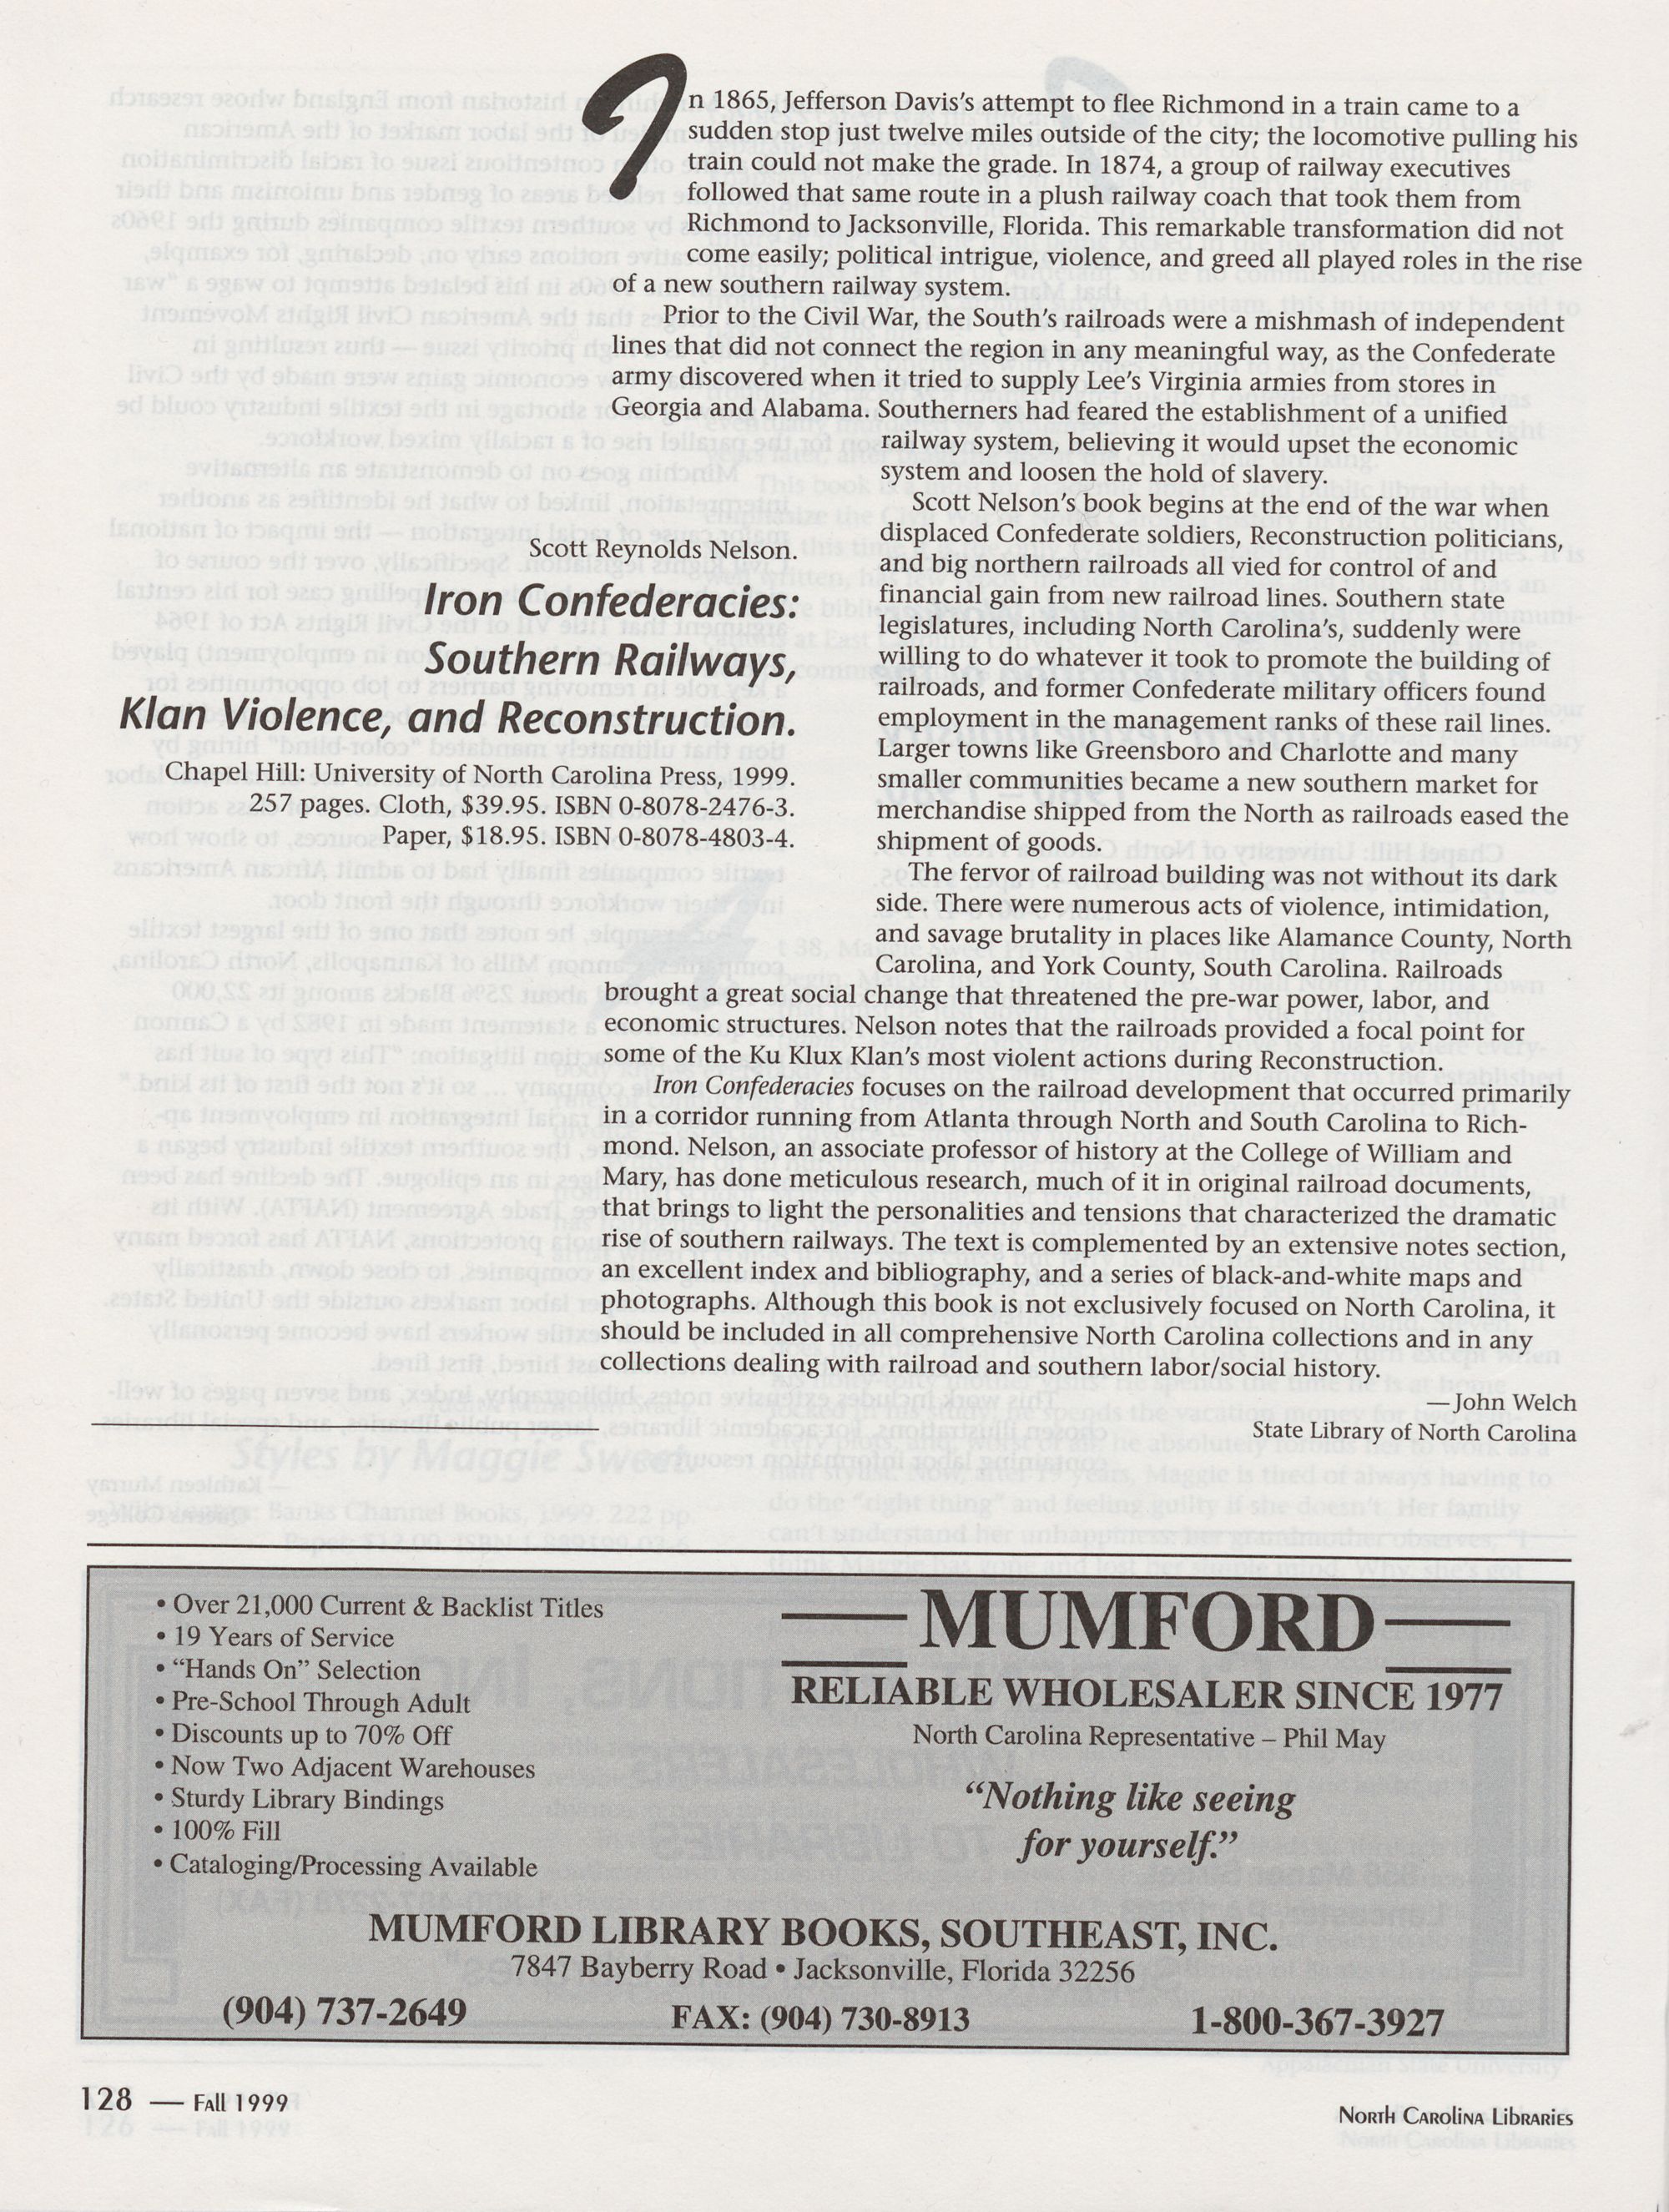 In 1865, Jefferson Davis's attempt to flee Richmond in a train came to a
sudden stop just twelve miles outside of the city; the locomotive pulling his
train could not make the grade. In 1874, a group of railway executives
followed that same route in a plush railway coach that took them from
Richmond to Jacksonville, Florida. This remarkable transformation did not
come easily; political intrigue, violence, and greed all played roles in the rise
of a new southern railway system.
Prior to the Civil War, the South's railroads were a mishmash of independent
lines that did not connect the region in any meaningful way, as the Confederate
army discovered when it tried to supply Lee's Virginia armies from stores in
Georgia and Alabama. Southerners had feared the establishment of a unified
railway system, believing it would upset the economic
system and loosen the hold of slavery.
Scott Nelson's book begins at the end of the war when
displaced Confederate soldiers, Reconstruction politicians,
and big northern railroads all vied for control of and
financial gain from new railroad lines. Southern state
legislatures, including North Carolina's, suddenly were
willing to do whatever it took to promote the building of
railroads, and former Confederate military officers found
employment in the management ranks of these rail lines.
Larger towns like Greensboro and Charlotte and many
smaller communities became a new southern market for
merchandise shipped from the North as railroads eased the
shipment of goods.
Scott Reynolds Nelson.
Iron Confederacies:
Southern Railways,
Klan Violence, and Reconstruction.
Chapel Hill: University of North Carolina Press, 1999.
257 pages. Cloth, $39.95. ISBN 0-8078-2476-3.
Paper, $18.95. ISBN 0-8078-4803-4.
The fervor of railroad building was not without its dark
side. There were numerous acts of violence, intimidation,
and savage brutality in places like Alamance County, North
Carolina, and York County, South Carolina. Railroads
brought a great social change that threatened the pre-war power, labor, and
economic structures. Nelson notes that the railroads provided a focal point for
some of the Ku Klux Klan's most violent actions during Reconstruction.
Iron Confederacies focuses on the railroad development that occurred primarily
in a corridor running from Atlanta through North and South Carolina to Rich-
mond. Nelson, an associate professor of history at the College of William and
Mary, has done meticulous research, much of it in original railroad documents,
that brings to light the personalities and tensions that characterized the dramatic
rise of southern railways. The text is complemented by an extensive notes section,
an excellent index and bibliography, and a series of black-and-white maps and
photographs. Although this book is not exclusively focused on North Carolina, it
should be included in all comprehensive North Carolina collections and in any
collections dealing with railroad and southern labor/social history.
— John Welch
State Library of North Carolina
• Over 21,000 Current & Backlist Titles
• 19 Years of Service
• “Hands On” Selection
• Pre-School Through Adult
• Discounts up to 70% Off
• Now Two Adjacent Warehouses
• Sturdy Library Bindings
• 100% Fill
• Cataloging/Processing Available
MUMFORD
RELIABLE WHOLESALER SINCE 1977
North Carolina Representative – Phil May
“Nothing like seeing
for yourself.”
MUMFORD LIBRARY BOOKS, SOUTHEAST, INC.
7847 Bayberry Road • Jacksonville, Florida 32256
(904) 737-2649 FAX: (904) 730-8913 1-800-367-3927
128 — Fall 1999
North Carolina Libraries